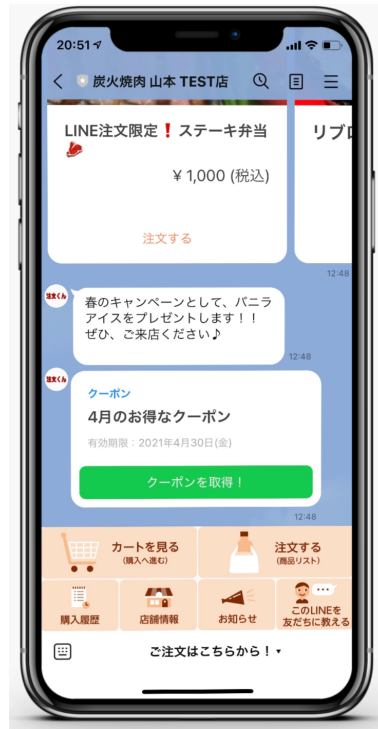 20:51
炭火焼肉 山本 TEST店
LINE注文限定❗ステーキ弁当
🥩
¥ 1,000 (税込)
注文する
リブロ
12:48
注文くん
春のキャンペーンとして、バニラ
アイスをプレゼントします！！
ぜひ、ご来店ください♪
12:48
注文くん
クーポン
4月のお得なクーポン
有効期限：2021年4月30日(金)
クーポンを取得！
12:48
カートを見る
(購入へ進む)
注文する
(商品リスト)
購入履歴
店舗情報
お知らせ
このLINEを
友だちに教える
ご注文はこちらから！▾